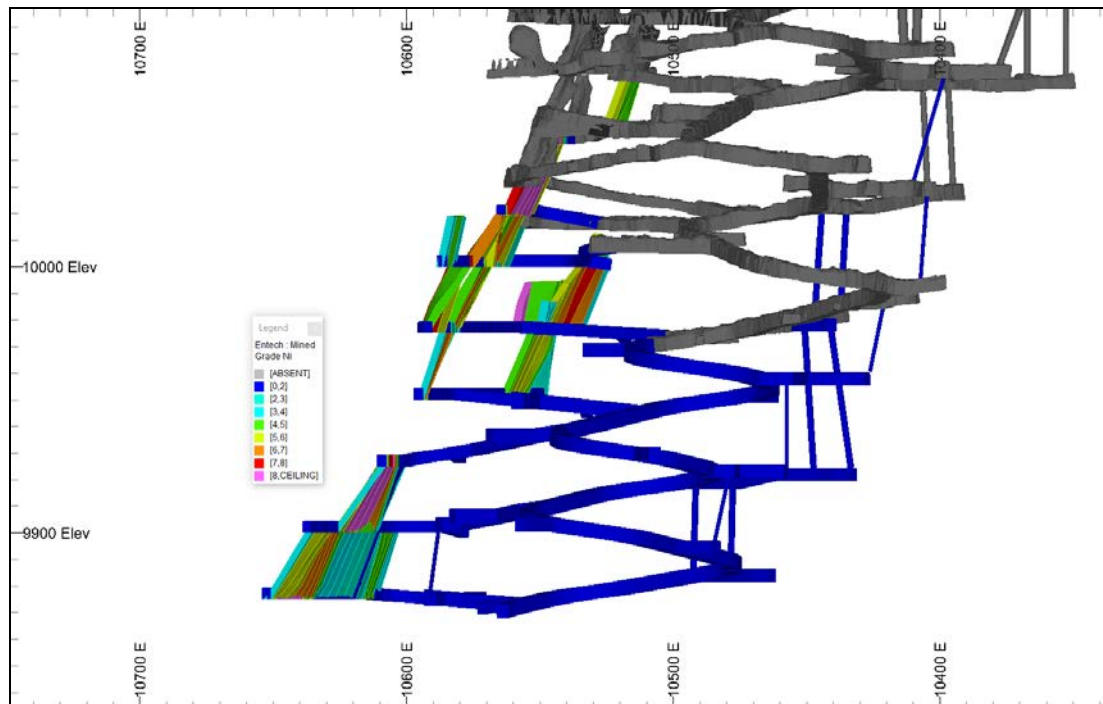 10700 E
10600 E
10500 E
10400 E
10000 Elev
Legend
Entech : Mined
Grade Ni
[ABSENT]
[0,2]
[2,3]
[3,4]
[4,5]
[5,6]
[6,7]
[7,8]
[8,CEILING]
9900 Elev
10700 E
10600 E
10500 E
10400 E